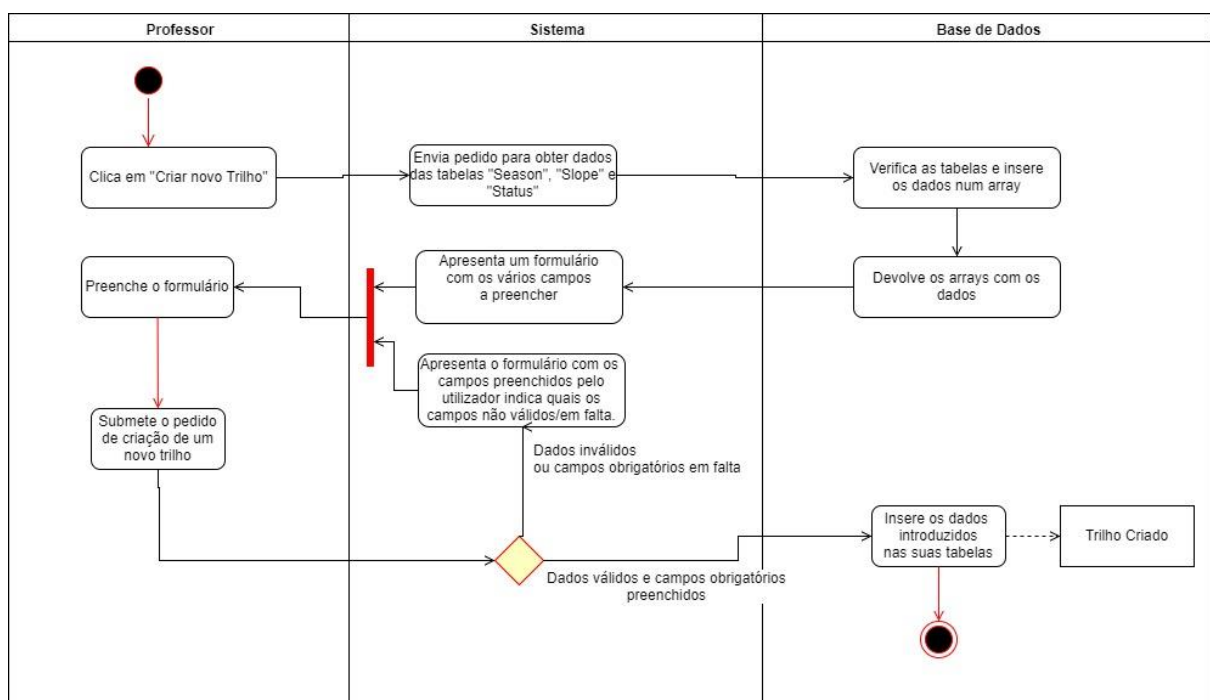 Professor
Sistema
Base de Dados
Clica em "Criar novo Trilho"
Envia pedido para obter dados
das tabelas "Season", "Slope" e
"Status"
Verifica as tabelas e insere
os dados num array
Preenche o formulário
Apresenta um formulário
com os vários campos
a preencher
Devolve os arrays com os
dados
Apresenta o formulário com os
campos preenchidos pelo
utilizador indica quais os
campos não válidos/em falta.
Submete o pedido
de criação de um
novo trilho
Dados inválidos
ou campos obrigatórios em falta
Insere os dados
introduzidos
nas suas tabelas
Trilho Criado
Dados válidos e campos obrigatórios
preenchidos